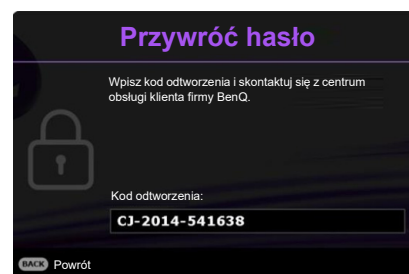 Przywróć hasło
Wpisz kod odtworzenia i skontaktuj się z centrum
obsługi klienta firmy BenQ.
Kod odtworzenia:
CJ-2014-541638
BACK Powrót